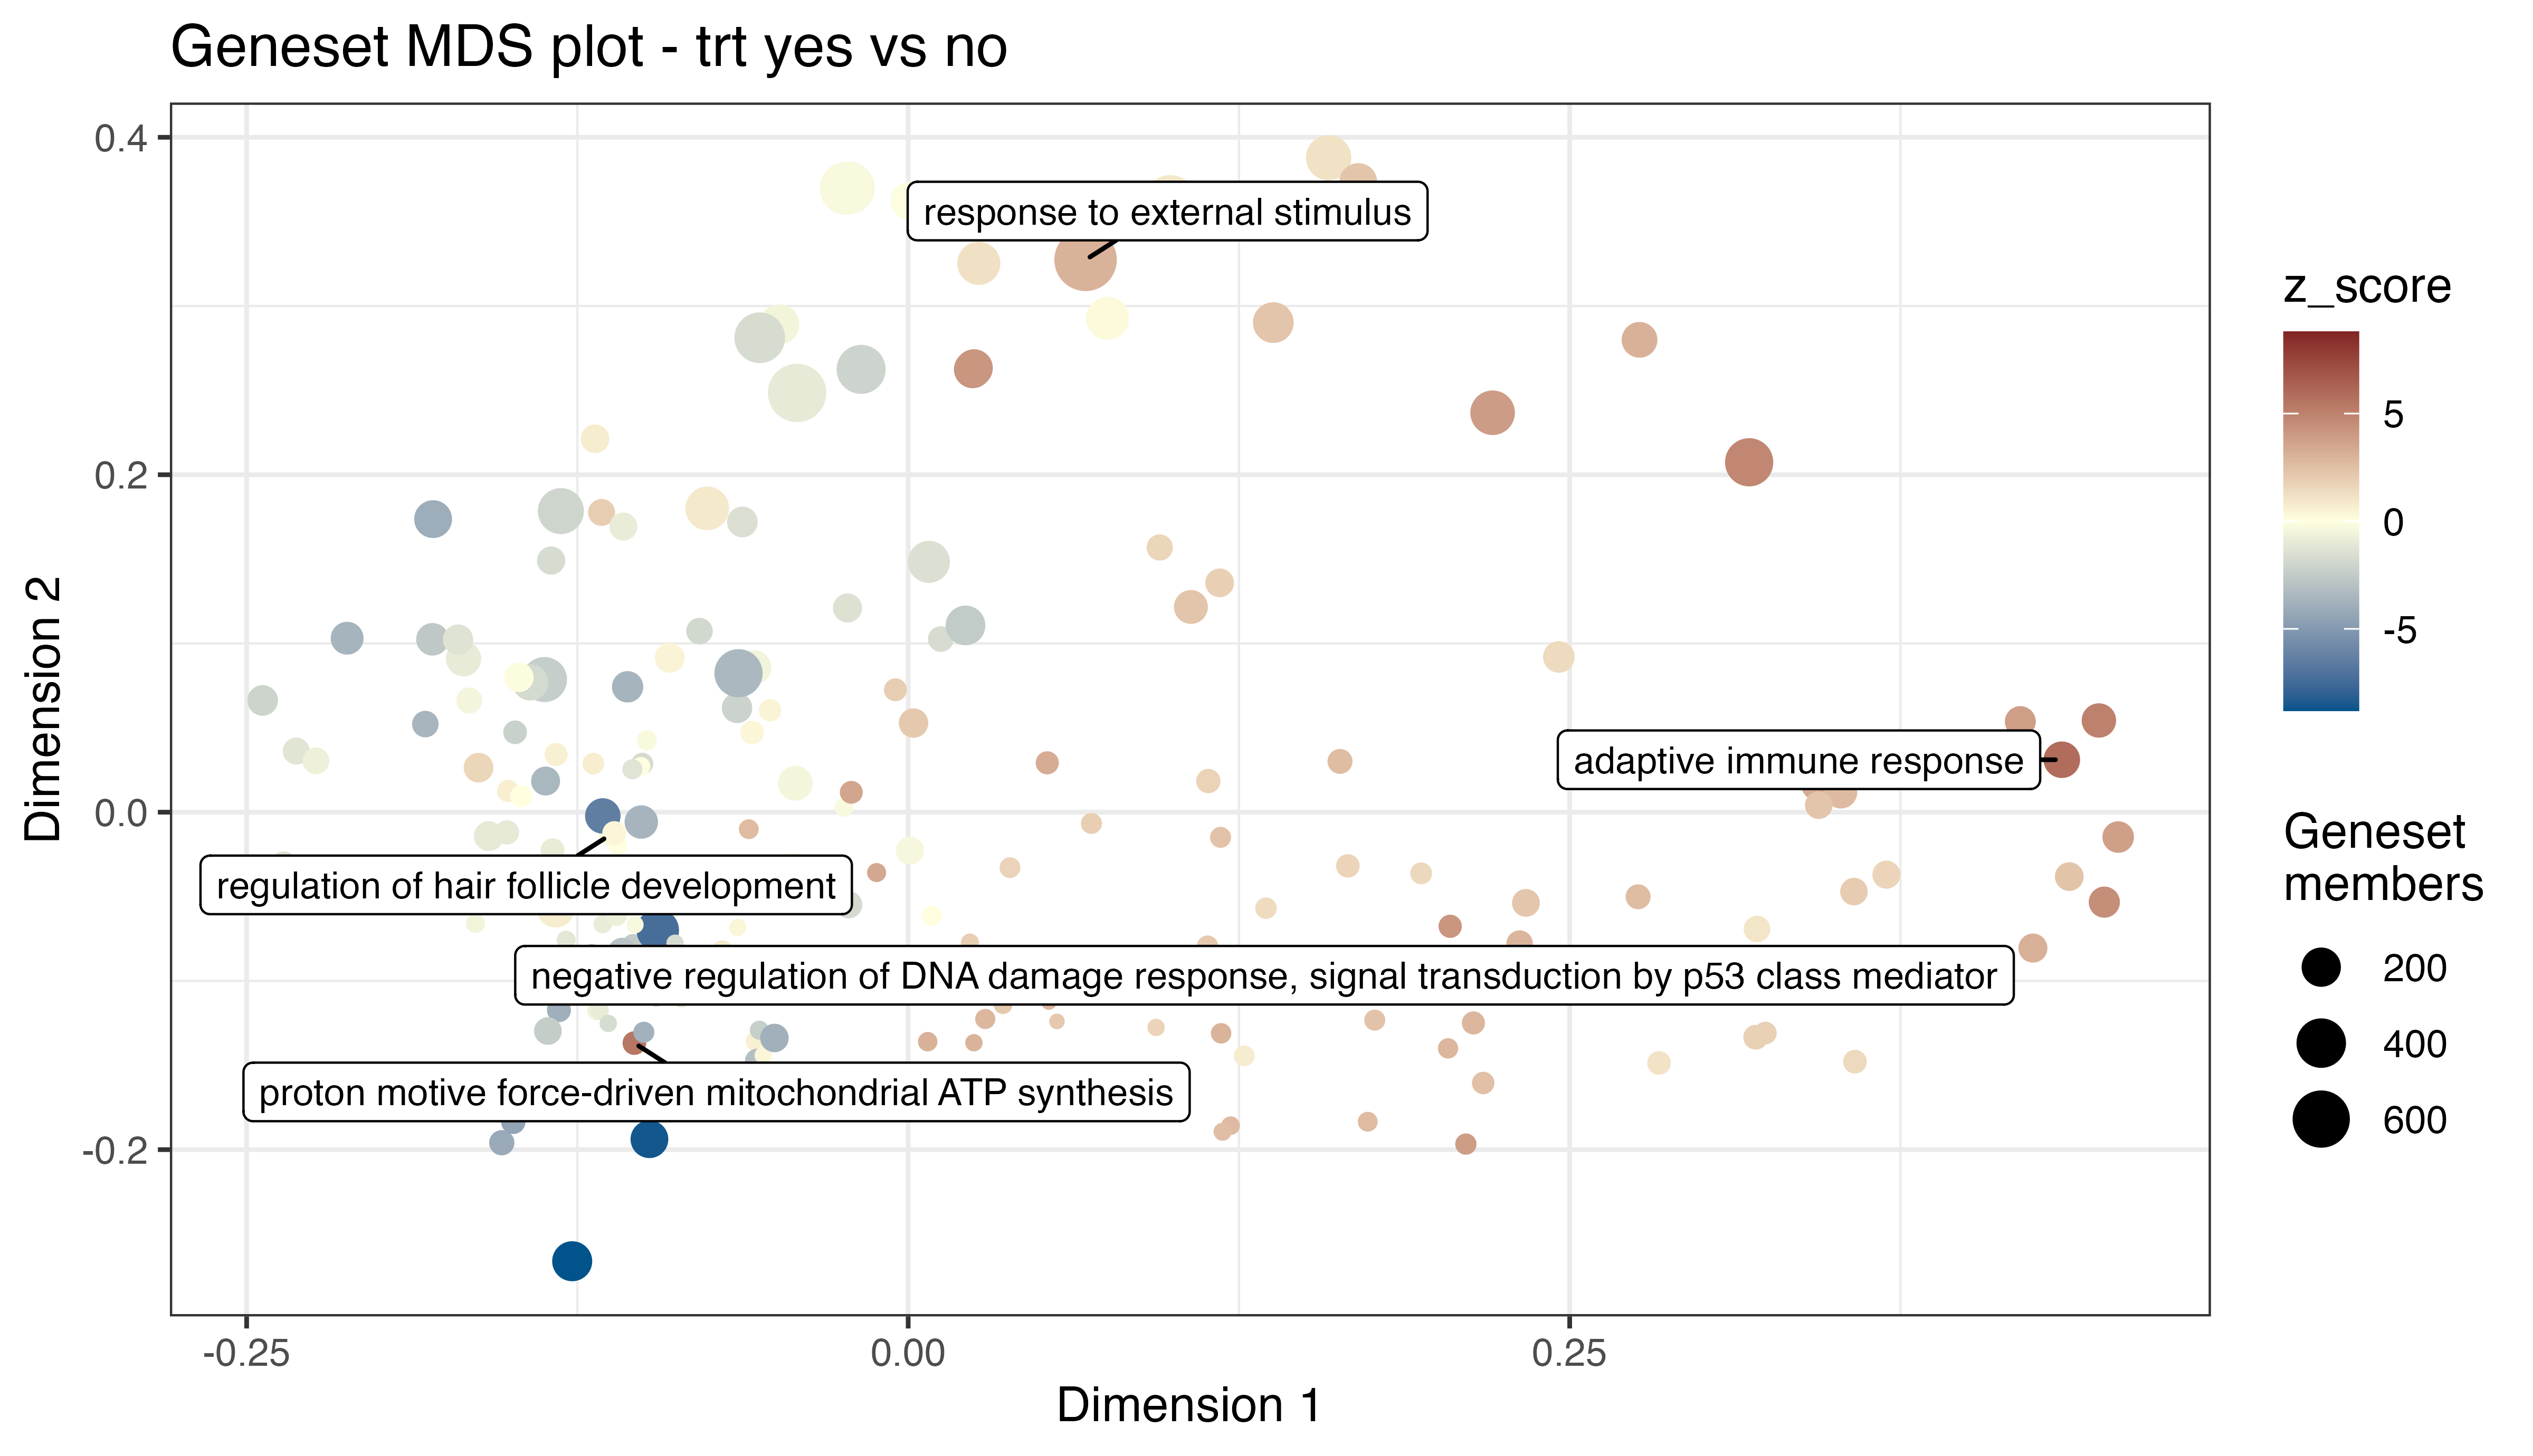 Geneset MDS plot - trt yes vs no
Dimension 2
0.4
0.2
0.0
-0.2
response to external stimulus
adaptive immune response
regulation of hair follicle development
negative regulation of DNA damage response, signal transduction by p53 class mediator
proton motive force-driven mitochondrial ATP synthesis
-0.25
0.00
0.25
Dimension 1
z_score
5
0
-5
Geneset
members
200
400
600